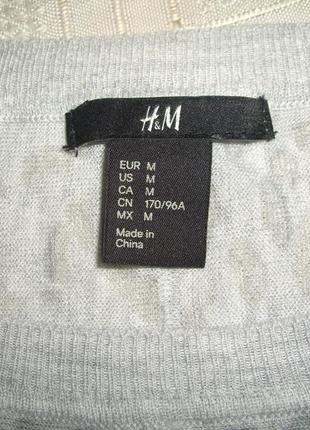 H&M
EUR M
US M
CA M
CN 170/96A
MX M
Made in
China